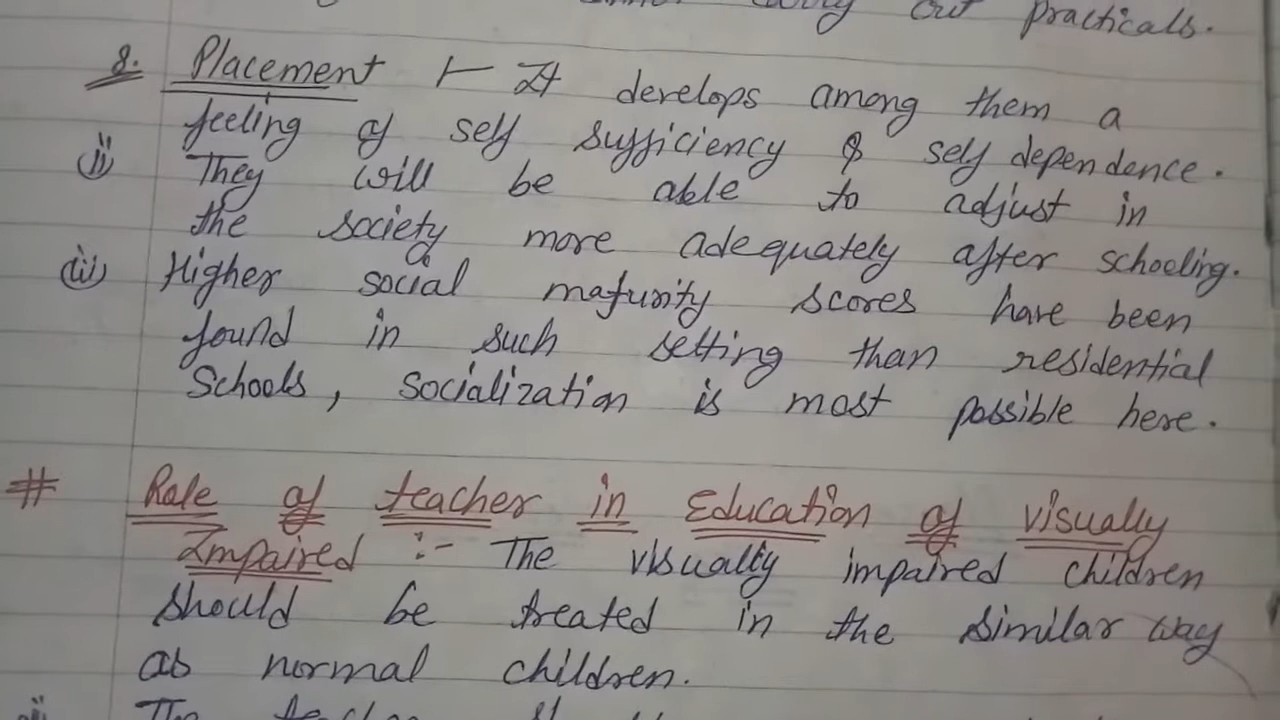 out practicals.
8. Placement :- It develops among them a
feeling of self sufficiency & self dependence.
(ii) They will be able to adjust in
the society more adequately after schooling.
(iii) Higher social maturity scores have been
found in such setting than residential
schools, socialization is most possible here.
# Role of teacher in Education of visually
Impaired :- The visually impaired children
should be treated in the similar way
as normal children.